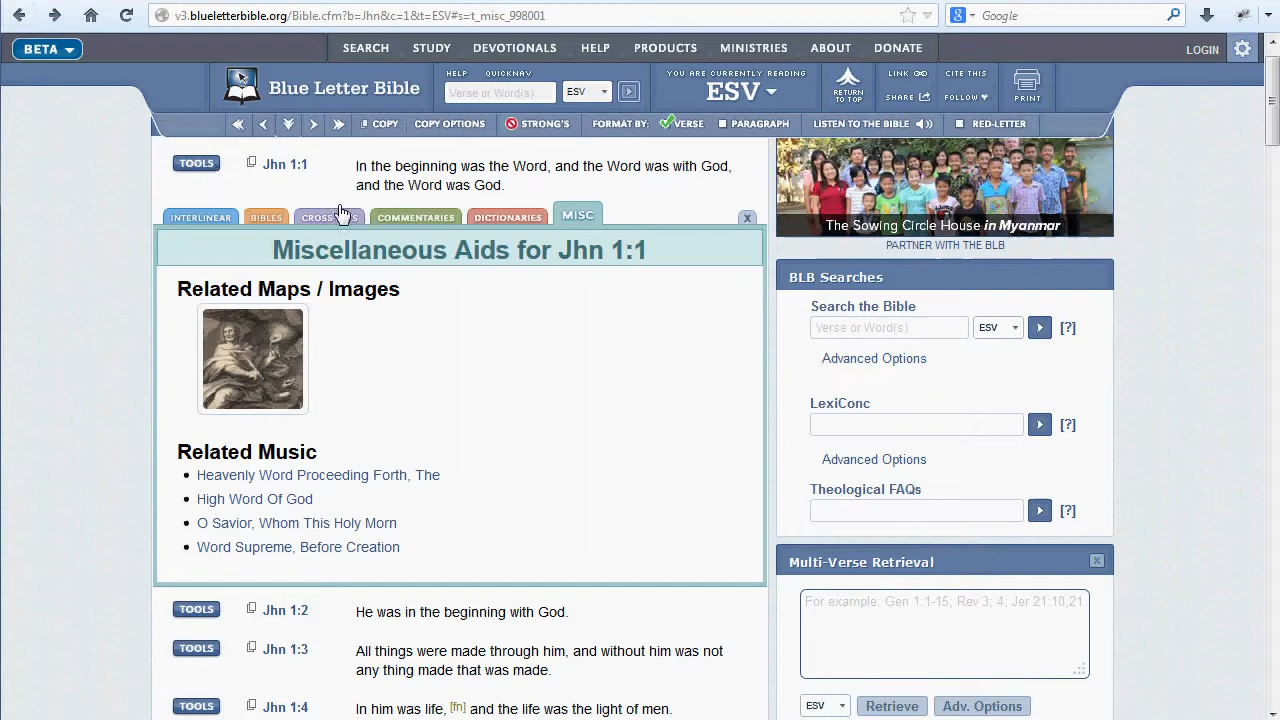 v3.blueletterbible.org/Bible.cfm?b=Jhn&c=1&t=ESV#s=t_misc_998001
Google
BETA
SEARCH STUDY DEVOTIONALS HELP PRODUCTS MINISTRIES ABOUT DONATE
LOGIN
Blue Letter Bible
HELP QUICKNAV
Verse or Word(s) ESV
YOU ARE CURRENTLY READING
ESV
RETURN TO TOP
LINK CITE THIS
SHARE FOLLOW
PRINT
COPY COPY OPTIONS STRONG'S FORMAT BY: VERSE PARAGRAPH LISTEN TO THE BIBLE RED-LETTER
TOOLS Jhn 1:1 In the beginning was the Word, and the Word was with God,
and the Word was God.
INTERLINEAR BIBLES COMMENTARIES DICTIONARIES MISC x
Miscellaneous Aids for Jhn 1:1
Related Maps / Images
Related Music
Heavenly Word Proceeding Forth, The
High Word Of God
O Savior, Whom This Holy Morn
Word Supreme, Before Creation
TOOLS Jhn 1:2 He was in the beginning with God.
TOOLS Jhn 1:3 All things were made through him, and without him was not
any thing made that was made.
TOOLS Jhn 1:4 In him was life, [fn] and the life was the light of men.
The Sowing Circle House in Myanmar
PARTNER WITH THE BLB
BLB Searches
Search the Bible
Verse or Word(s) ESV [?]
Advanced Options
LexiConc
[?]
Advanced Options
Theological FAQs
[?]
Multi-Verse Retrieval x
For example: Gen 1:1-15; Rev 3; 4; Jer 21:10,21
ESV Retrieve Adv. Options